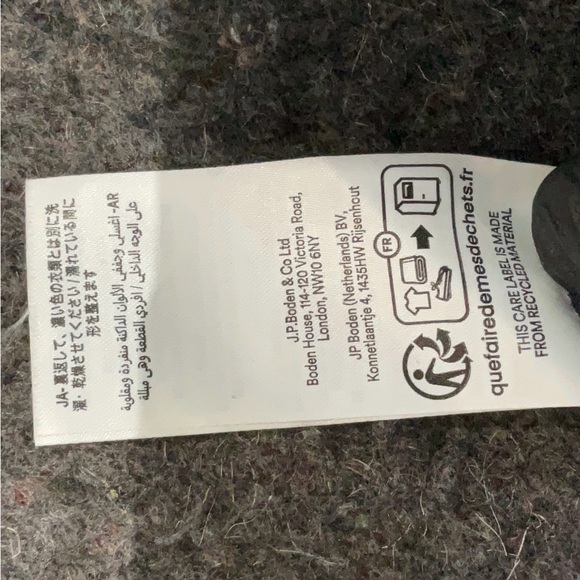 JA- 裏返して、濃い色の衣類とは別に洗
濯・乾燥させてください/濡れている間に
形を整えます
AR- اغسلي وجففي الألوان الداكنة منفردة ومقلوبة
على الوجه الداخلي / افردي القطعة وهي مبللة
J.P.Boden & Co Ltd
Boden House, 114-120 Victoria Road,
London, NW10 6NY
JP Boden (Netherlands) BV,
Konnetlaantje 4, 1435HW Rijsenhout
FR
quefairedemesdechets.fr
THIS CARE LABEL IS MADE
FROM RECYCLED MATERIAL